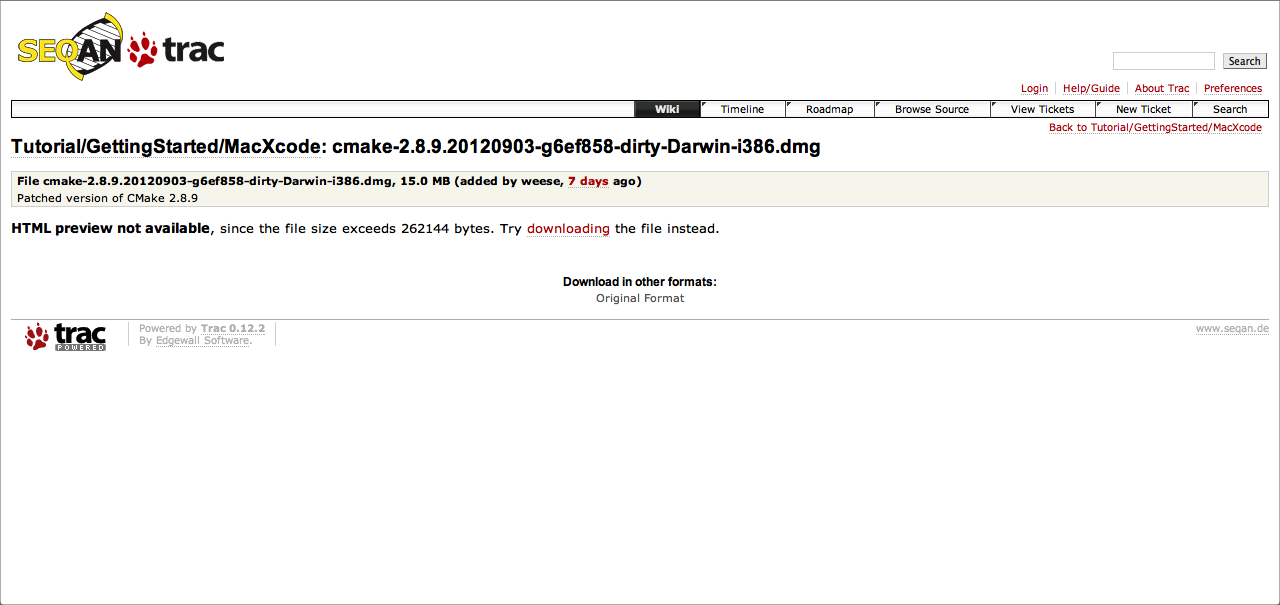 SEQAN trac
Search
Login Help/Guide About Trac Preferences
Wiki Timeline Roadmap Browse Source View Tickets New Ticket Search
Back to Tutorial/GettingStarted/MacXcode
Tutorial/GettingStarted/MacXcode: cmake-2.8.9.20120903-g6ef858-dirty-Darwin-i386.dmg
File cmake-2.8.9.20120903-g6ef858-dirty-Darwin-i386.dmg, 15.0 MB (added by weese, 7 days ago)
Patched version of CMake 2.8.9
HTML preview not available, since the file size exceeds 262144 bytes. Try downloading the file instead.
Download in other formats:
Original Format
trac POWERED
Powered by Trac 0.12.2
By Edgewall Software.
www.seqan.de